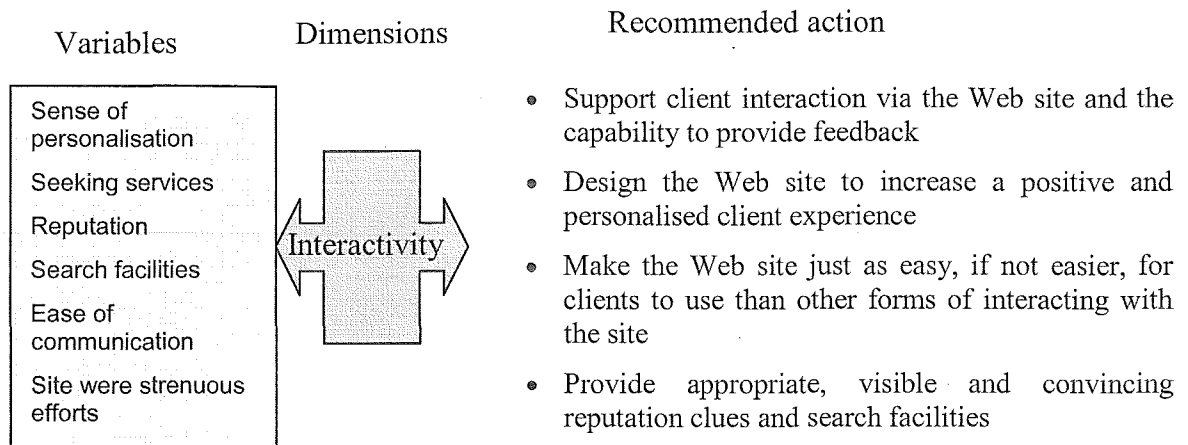 Variables
Dimensions
Recommended action
Sense of
personalisation
Seeking services
Reputation
Search facilities
Ease of
communication
Site were strenuous
efforts
Interactivity
• Support client interaction via the Web site and the
capability to provide feedback
• Design the Web site to increase a positive and
personalised client experience
• Make the Web site just as easy, if not easier, for
clients to use than other forms of interacting with
the site
• Provide appropriate, visible and convincing
reputation clues and search facilities